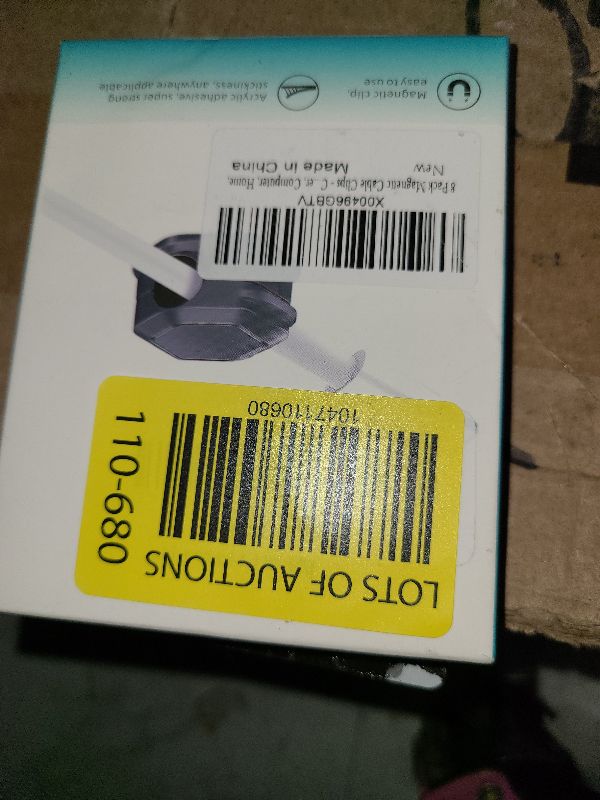 LOTS OF AUCTIONS
1047110680
110-680
X00496GBTV
8 Pack Magnetic Cable Clips - C...er, Computer, Home,
New
Made in China
Acrylic adhesive, super strong
stickiness, anywhere applicable
Magnetic clip,
easy to use